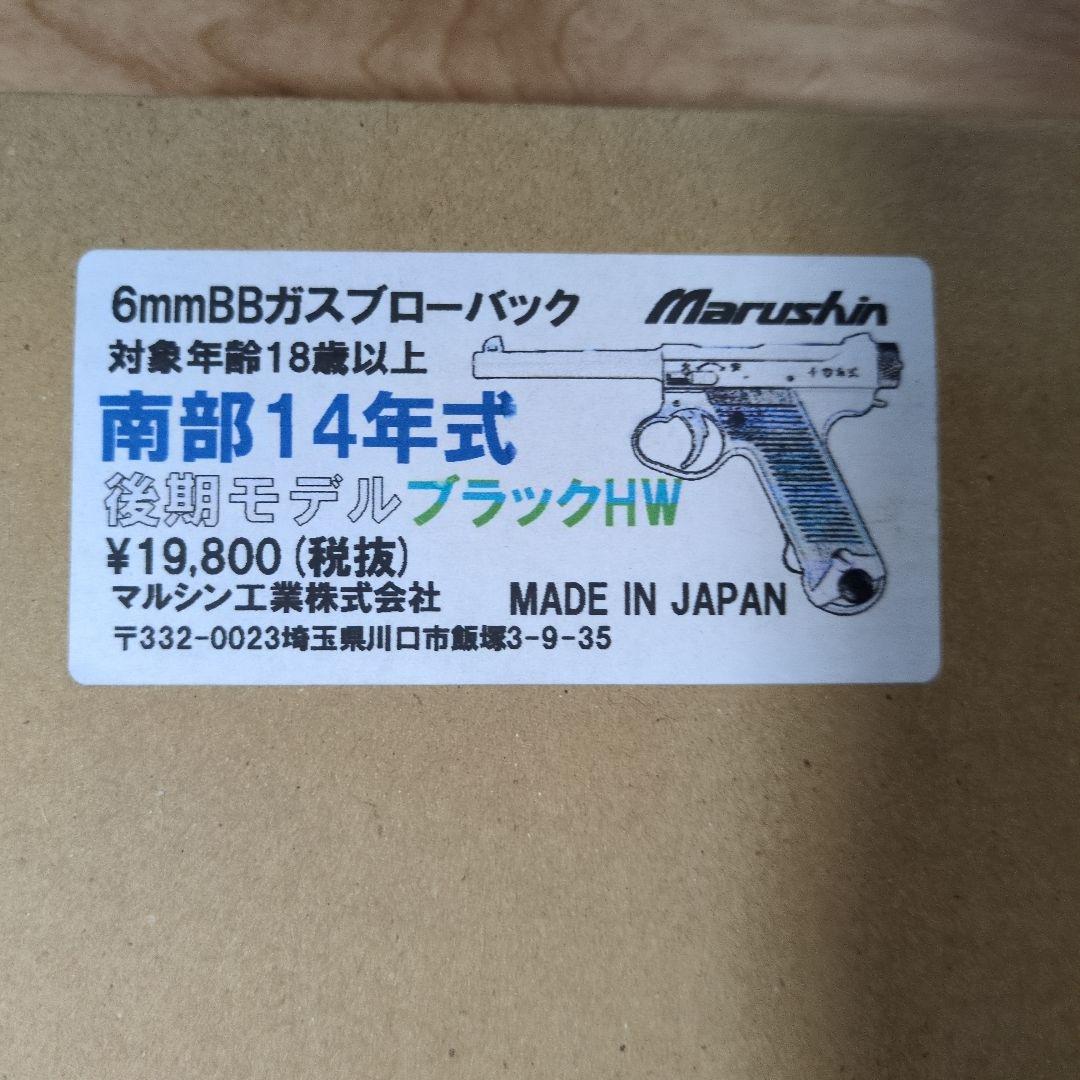 6mmBBガスブローバック
Marushin
対象年齢18歳以上
南部14年式
後期モデルブラックHW
¥19,800(税抜)
マルシン工業株式会社
MADE IN JAPAN
〒332-0023埼玉県川口市飯塚3-9-35